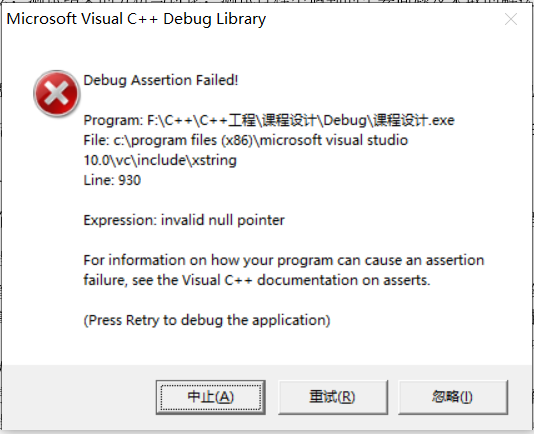 Microsoft Visual C++ Debug Library
Debug Assertion Failed!
Program: F:\C++\C++工程\课程设计\Debug\课程设计.exe
File: c:\program files (x86)\microsoft visual studio
10.0\vc\include\xstring
Line: 930
Expression: invalid null pointer
For information on how your program can cause an assertion
failure, see the Visual C++ documentation on asserts.
(Press Retry to debug the application)
中止(A) 重试(R) 忽略(I)